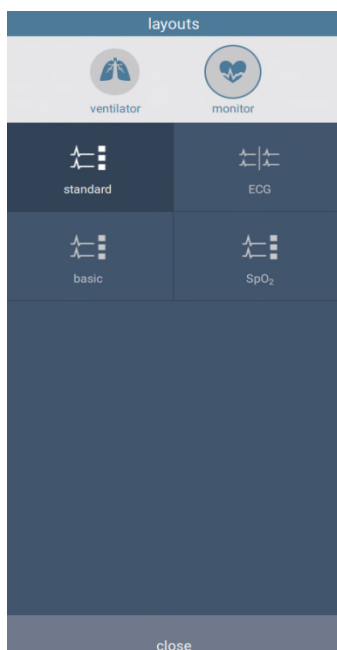 layouts
ventilator monitor
standard ECG
basic SpO₂
close